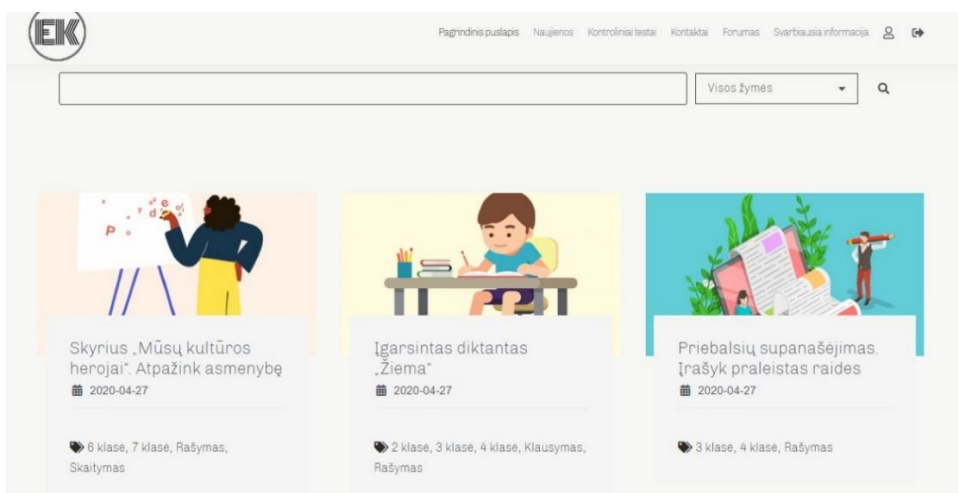 EK
Pagrindinis puslapis Naujienos Kontroliniai testai Kontaktai Forumas Svarbiausia informacija
Visos žymės
Skyrius „Mūsų kultūros
herojai“. Atpažink asmenybę
2020-04-27
6 klasė, 7 klasė, Rašymas,
Skaitymas
Įgarsintas diktantas
„Žiema“
2020-04-27
2 klasė, 3 klasė, 4 klasė, Klausymas,
Rašymas
Priebalsių supanašėjimas.
Įrašyk praleistas raides
2020-04-27
3 klasė, 4 klasė, Rašymas